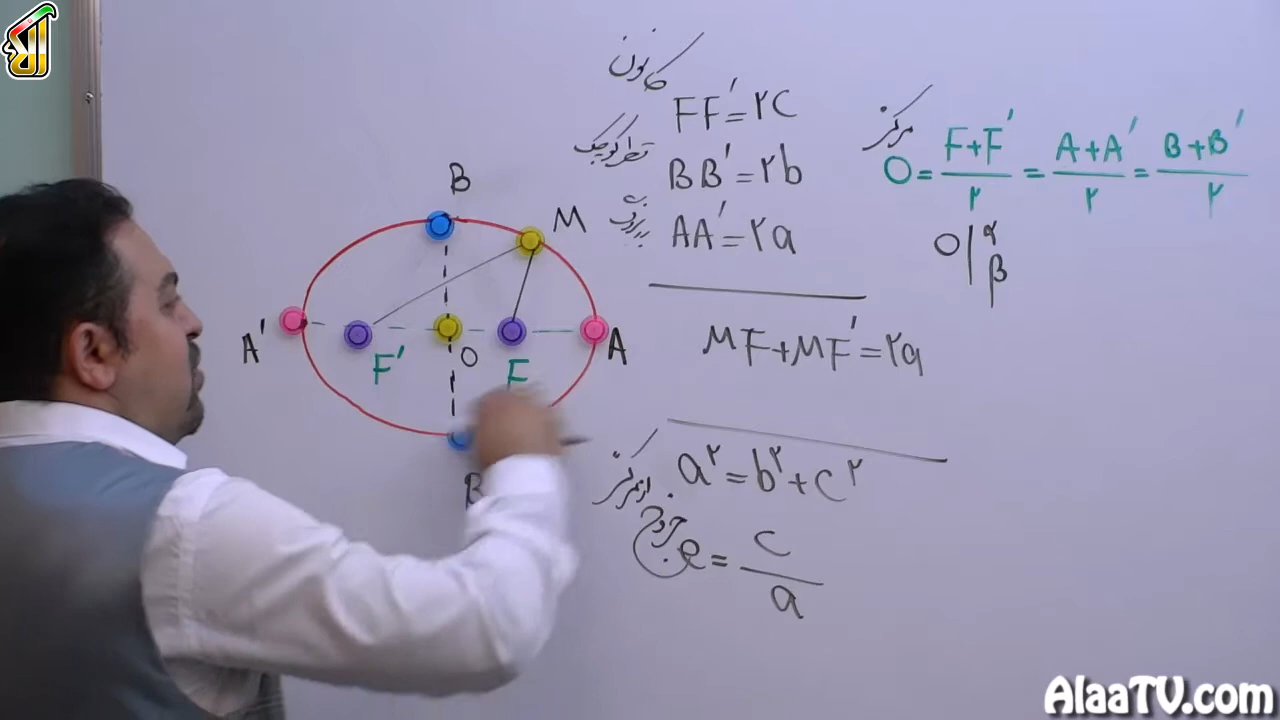 کانون
FF′=۲c
قطر کوچک
BB′=۲b
قطر بزرگ
AA′=۲a
مرکز
O = (F+F′)/۲ = (A+A′)/۲ = (B+B′)/۲
O | α β
B
M
A′
F′
O
F
A
B
MF+MF′=۲a
a۲=b۲+c۲
خروج از مرکز
e = c/a
AlaaTV.com